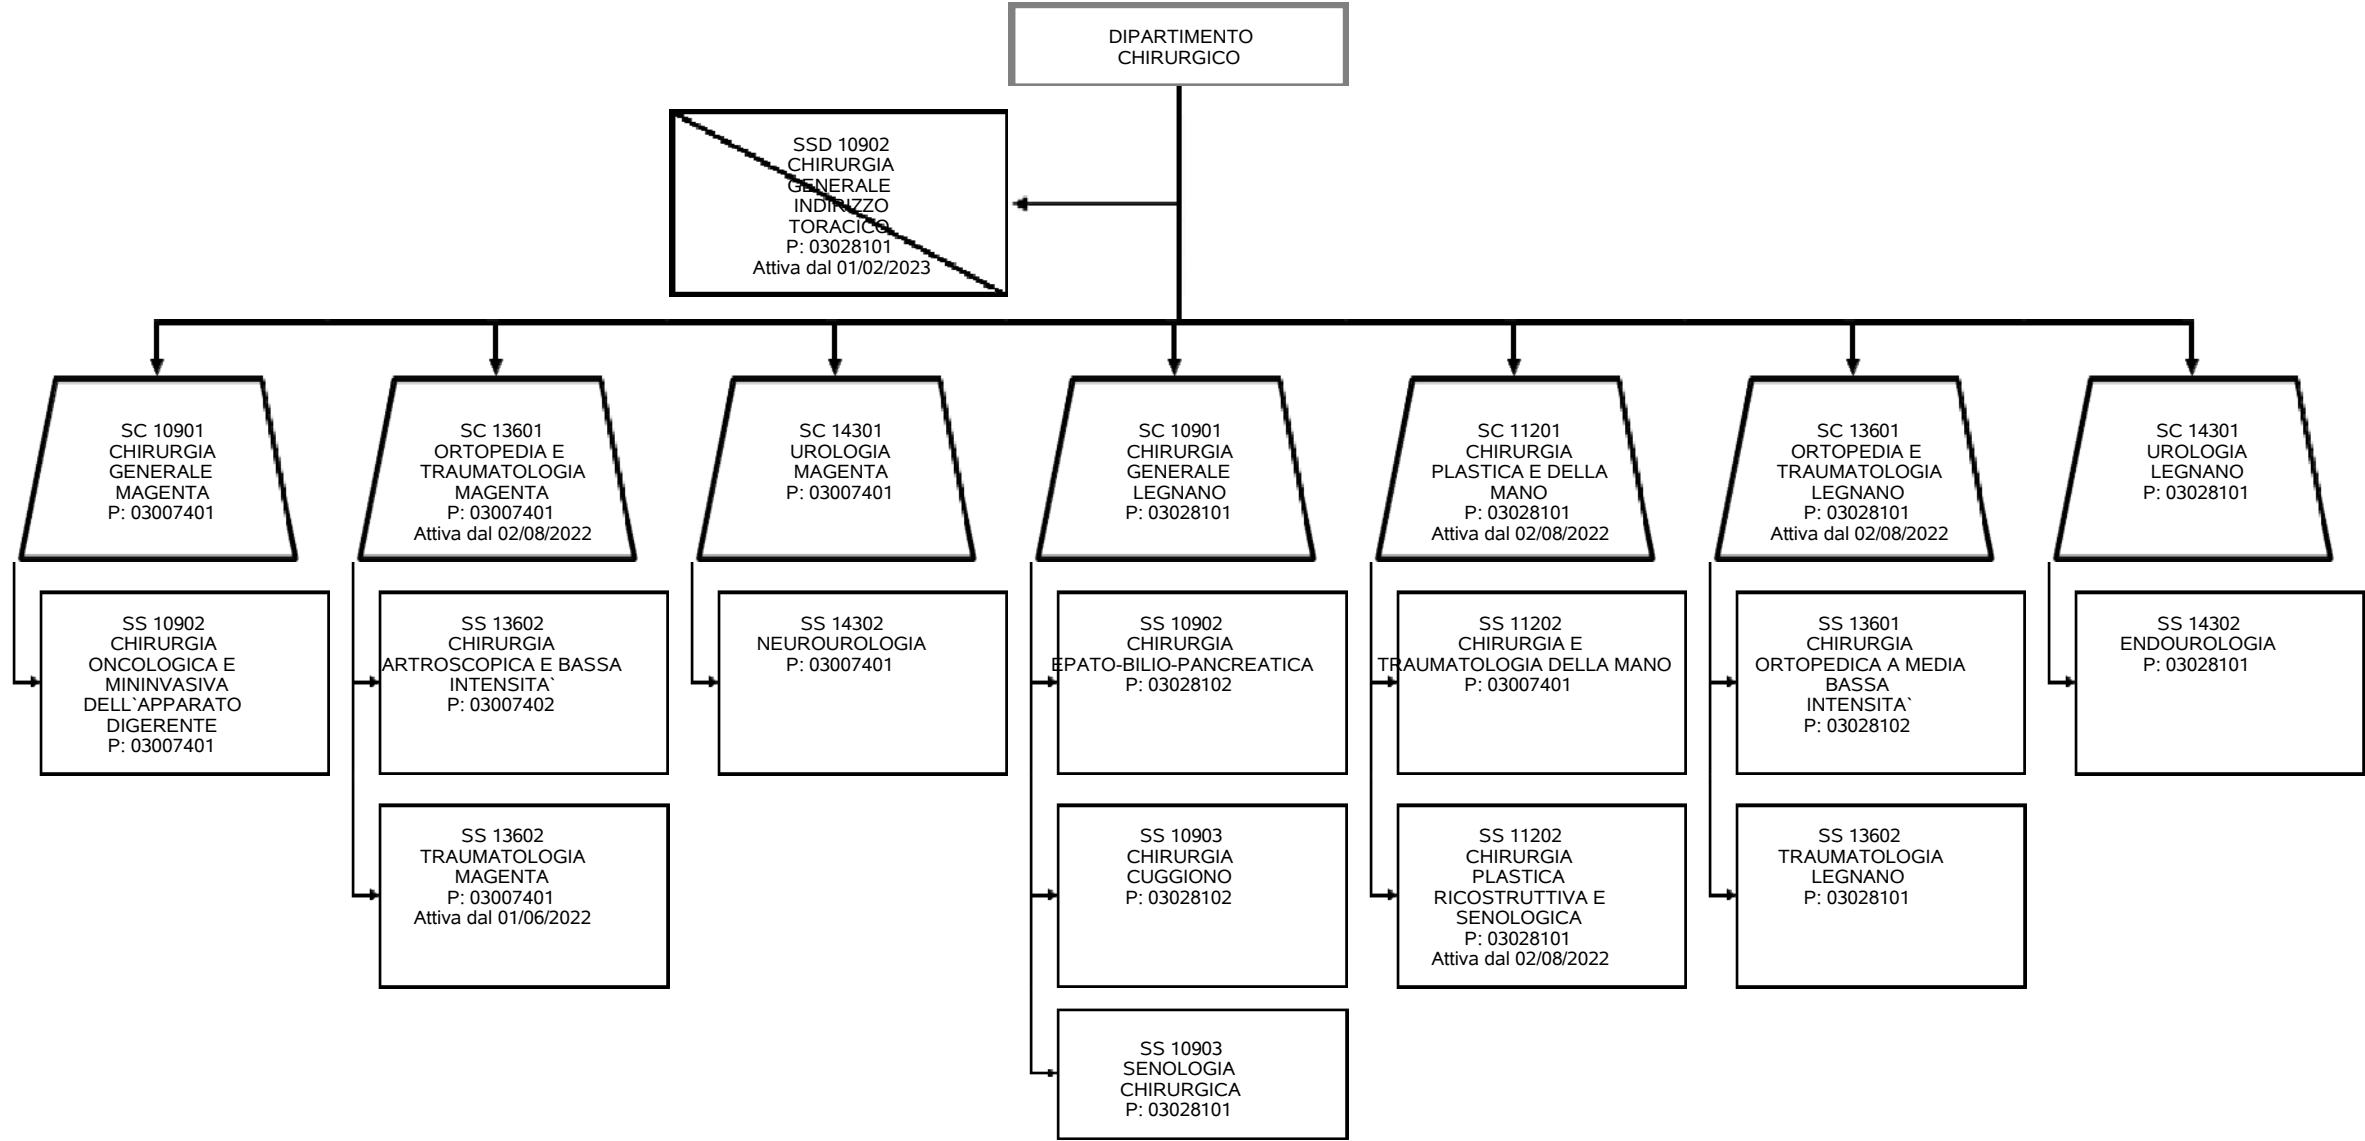 DIPARTIMENTO
CHIRURGICO
SSD 10902
CHIRURGIA
GENERALE
INDIRIZZO
TORACICO
P: 03028101
Attiva dal 01/02/2023
SC 10901
CHIRURGIA
GENERALE
MAGENTA
P: 03007401
SC 13601
ORTOPEDIA E
TRAUMATOLOGIA
MAGENTA
P: 03007401
Attiva dal 02/08/2022
SC 14301
UROLOGIA
MAGENTA
P: 03007401
SC 10901
CHIRURGIA
GENERALE
LEGNANO
P: 03028101
SC 11201
CHIRURGIA
PLASTICA E DELLA
MANO
P: 03028101
Attiva dal 02/08/2022
SC 13601
ORTOPEDIA E
TRAUMATOLOGIA
LEGNANO
P: 03028101
Attiva dal 02/08/2022
SC 14301
UROLOGIA
LEGNANO
P: 03028101
SS 10902
CHIRURGIA
ONCOLOGICA E
MININVASIVA
DELL`APPARATO
DIGERENTE
P: 03007401
SS 13602
CHIRURGIA
ARTROSCOPICA E BASSA
INTENSITA`
P: 03007402
SS 14302
NEUROUROLOGIA
P: 03007401
SS 10902
CHIRURGIA
EPATO-BILIO-PANCREATICA
P: 03028102
SS 11202
CHIRURGIA E
TRAUMATOLOGIA DELLA MANO
P: 03007401
SS 13601
CHIRURGIA
ORTOPEDICA A MEDIA
BASSA
INTENSITA`
P: 03028102
SS 14302
ENDOUROLOGIA
P: 03028101
SS 13602
TRAUMATOLOGIA
MAGENTA
P: 03007401
Attiva dal 01/06/2022
SS 10903
CHIRURGIA
CUGGIONO
P: 03028102
SS 11202
CHIRURGIA
PLASTICA
RICOSTRUTTIVA E
SENOLOGICA
P: 03028101
Attiva dal 02/08/2022
SS 13602
TRAUMATOLOGIA
LEGNANO
P: 03028101
SS 10903
SENOLOGIA
CHIRURGICA
P: 03028101